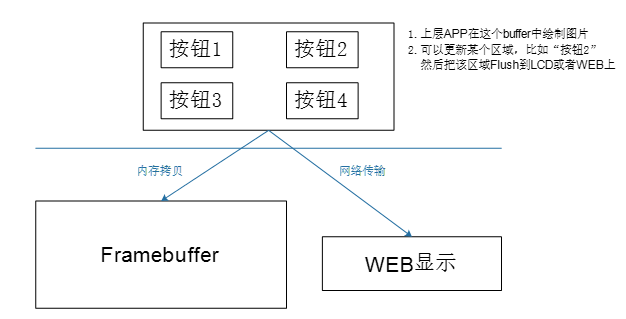 按钮1
按钮2
按钮3
按钮4
1. 上层APP在这个buffer中绘制图片
2. 可以更新某个区域，比如“按钮2”
然后把该区域Flush到LCD或者WEB上
内存拷贝
网络传输
Framebuffer
WEB显示